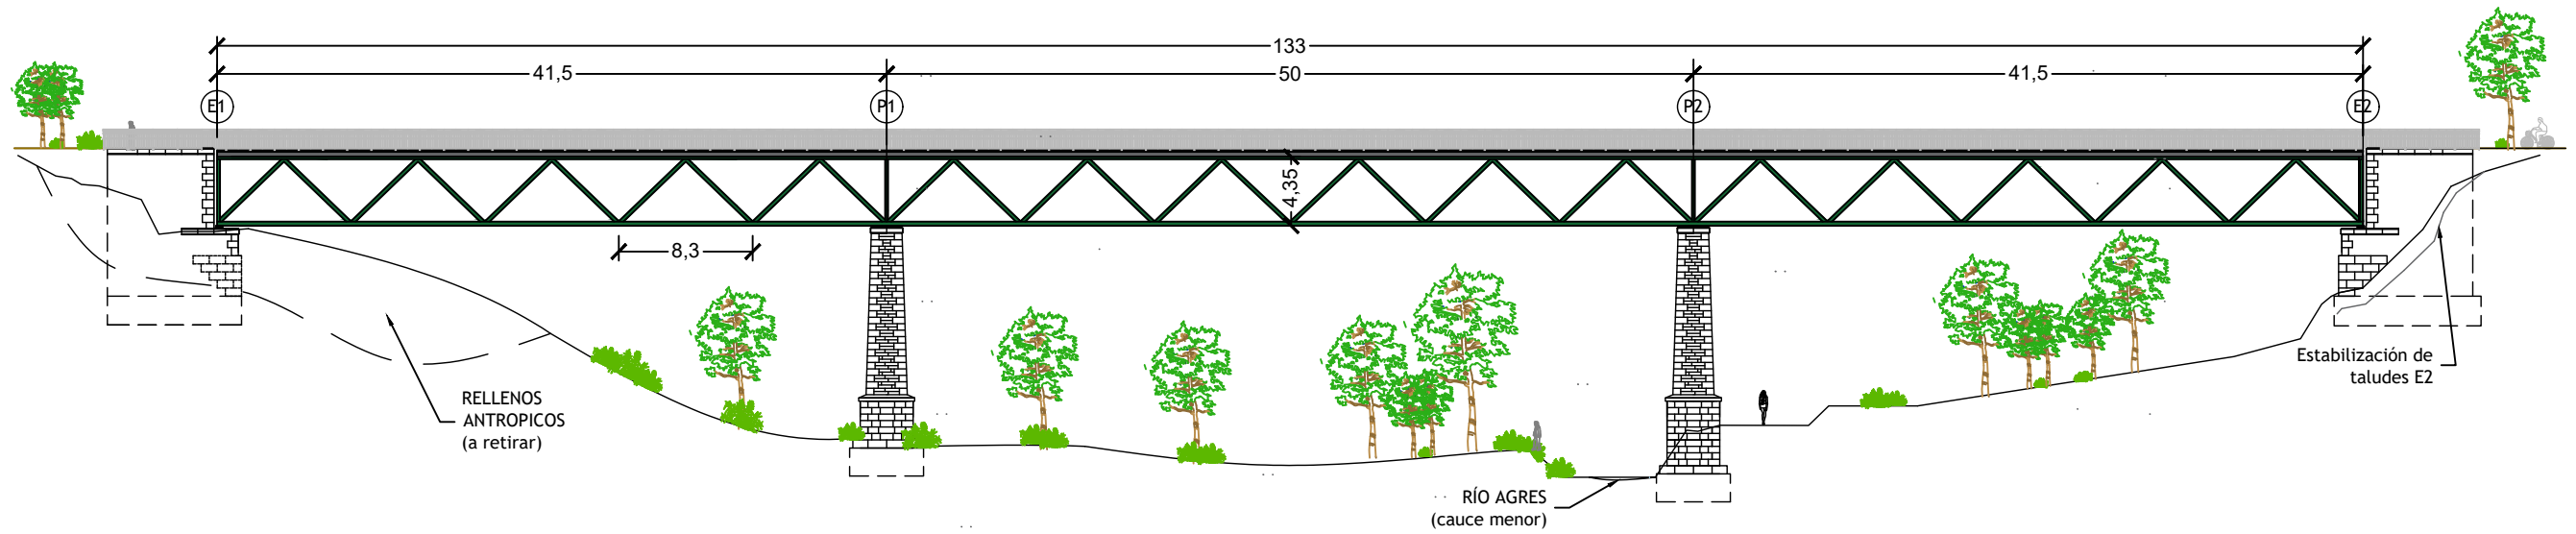 133
41,5
50
41,5
E1
P1
P2
E2
4,35
8,3
RELLENOS
ANTROPICOS
(a retirar)
Estabilización de
taludes E2
RÍO AGRES
(cauce menor)